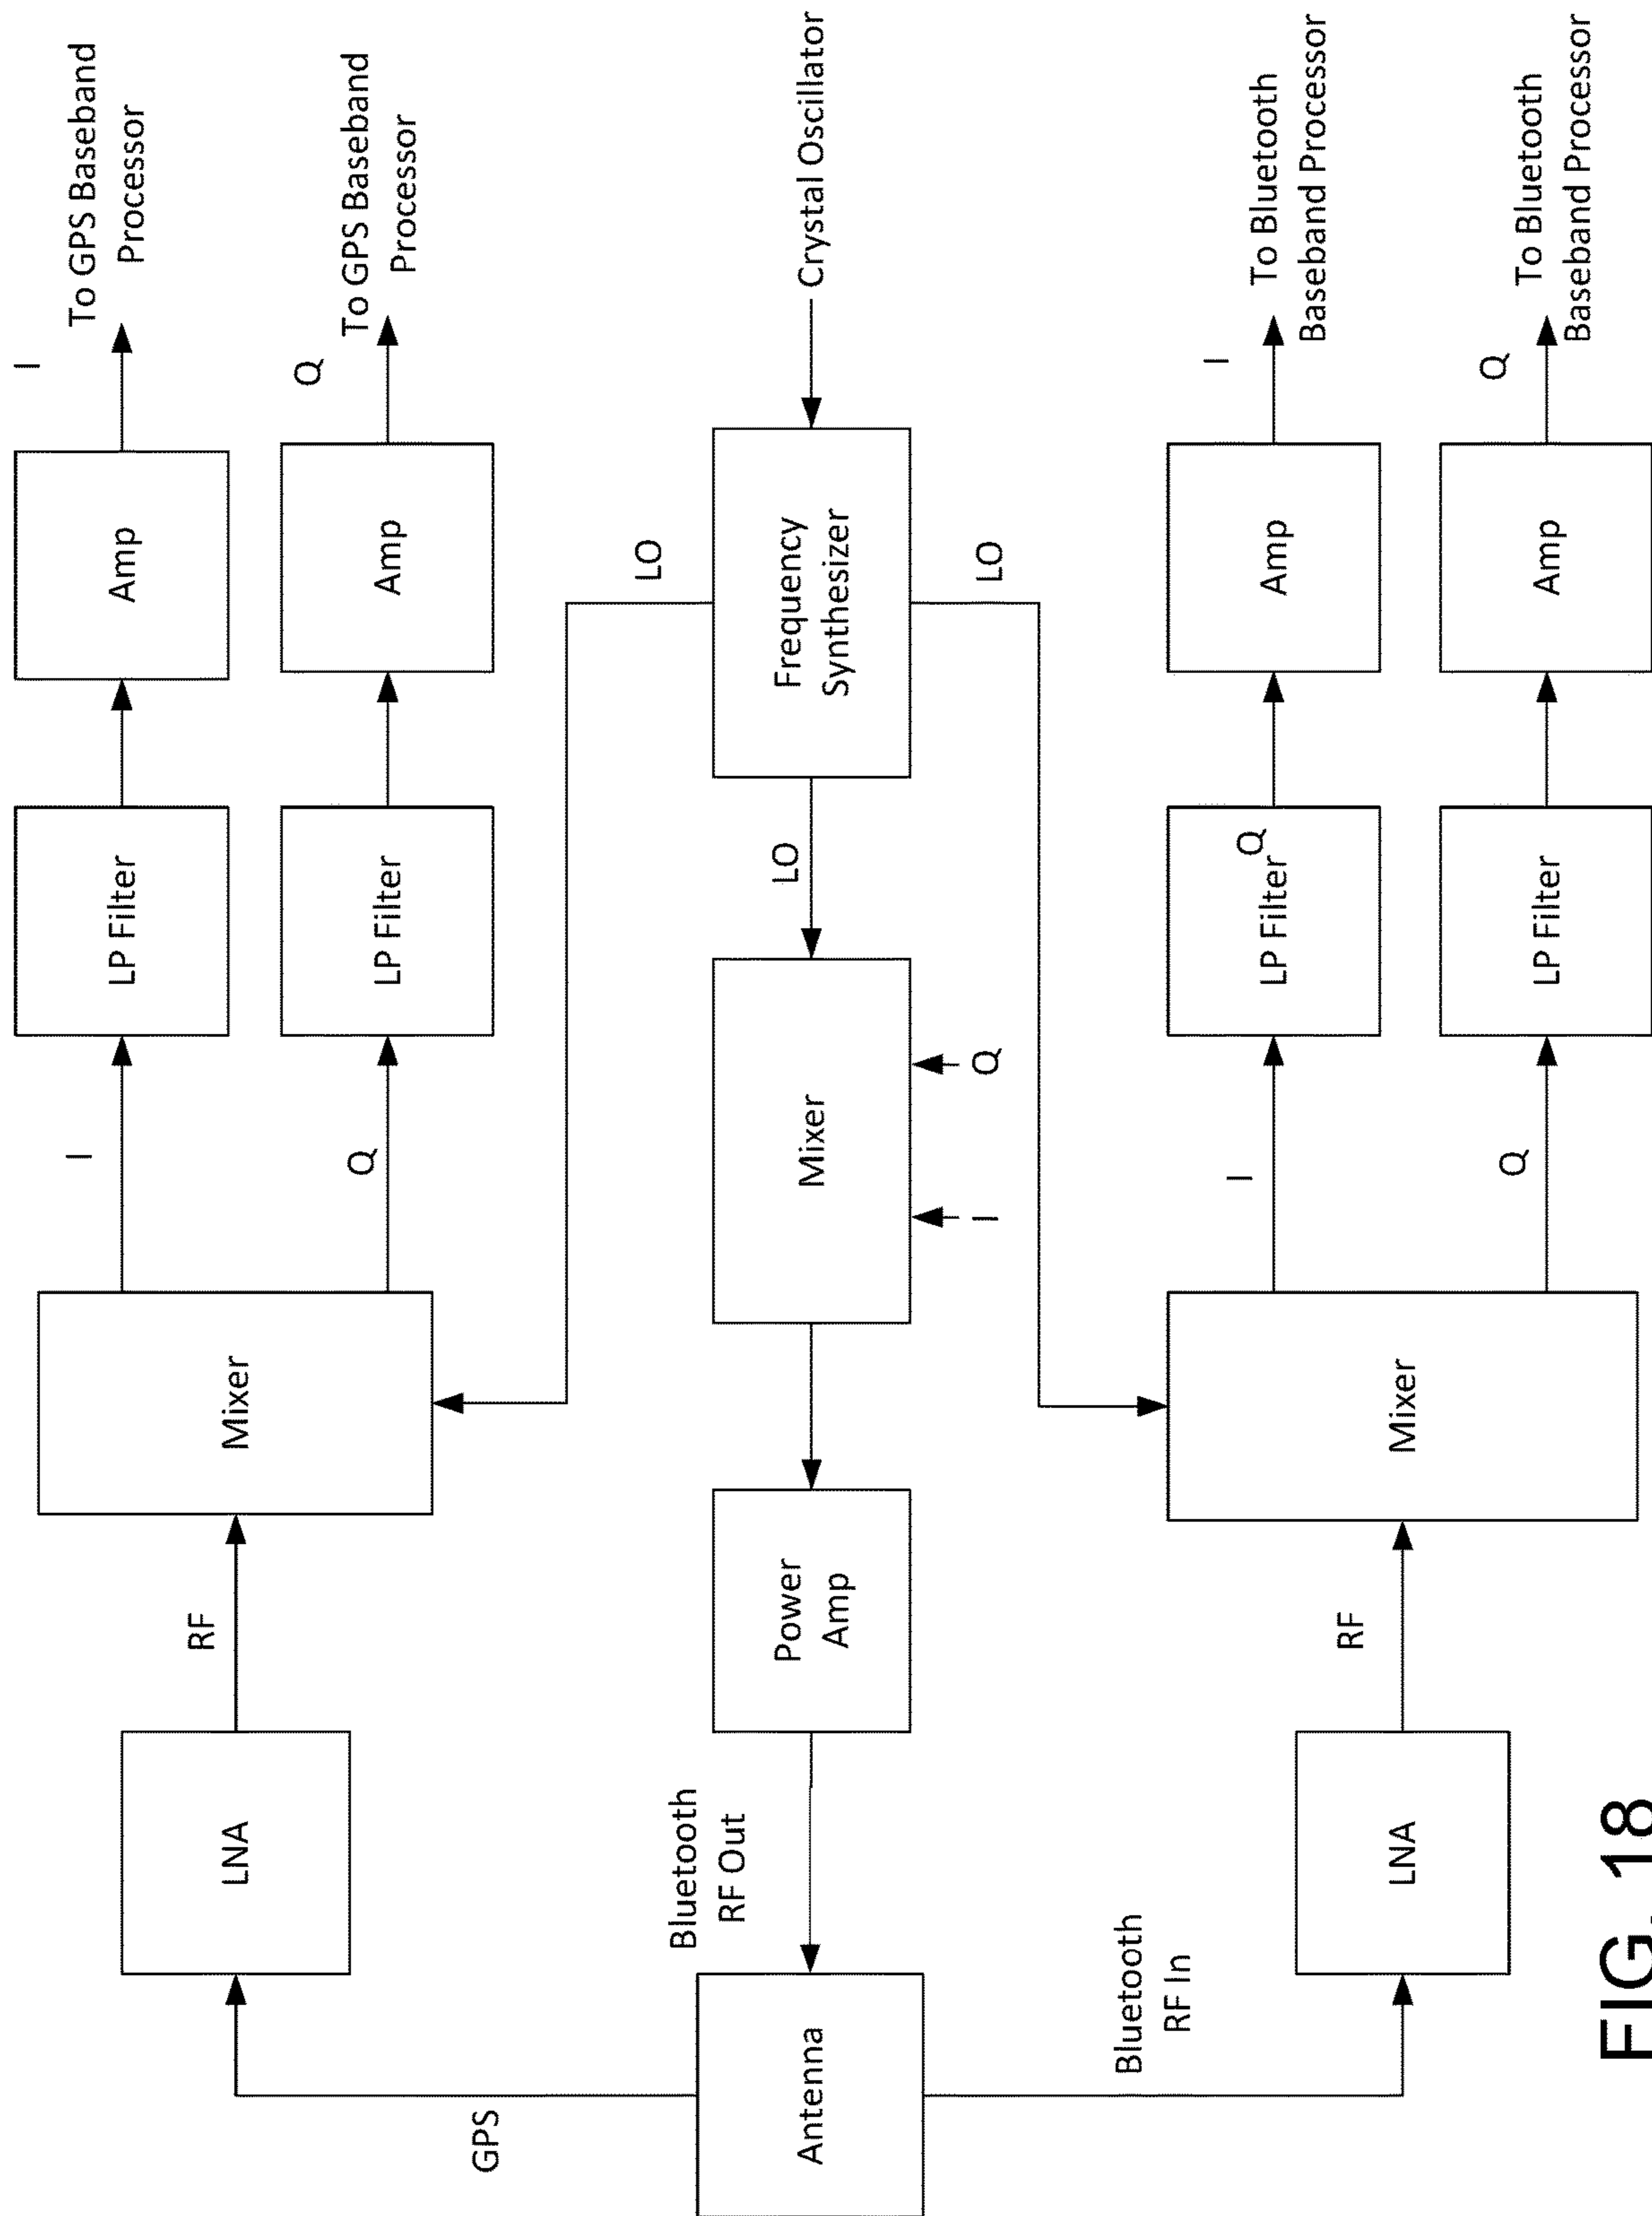 I
To GPS Baseband
Processor
Q
To GPS Baseband
Processor
Amp
Amp
LP Filter
LP Filter
I
Q
Mixer
RF
LNA
GPS
Crystal Oscillator
Frequency
Synthesizer
LO
LO
LO
Mixer
I
Q
Power
Amp
Bluetooth
RF Out
Antenna
Bluetooth
RF In
LNA
RF
Mixer
I
Q
LP Filter
Q
LP Filter
Amp
Amp
I
To Bluetooth
Baseband Processor
Q
To Bluetooth
Baseband Processor
FIG. 18